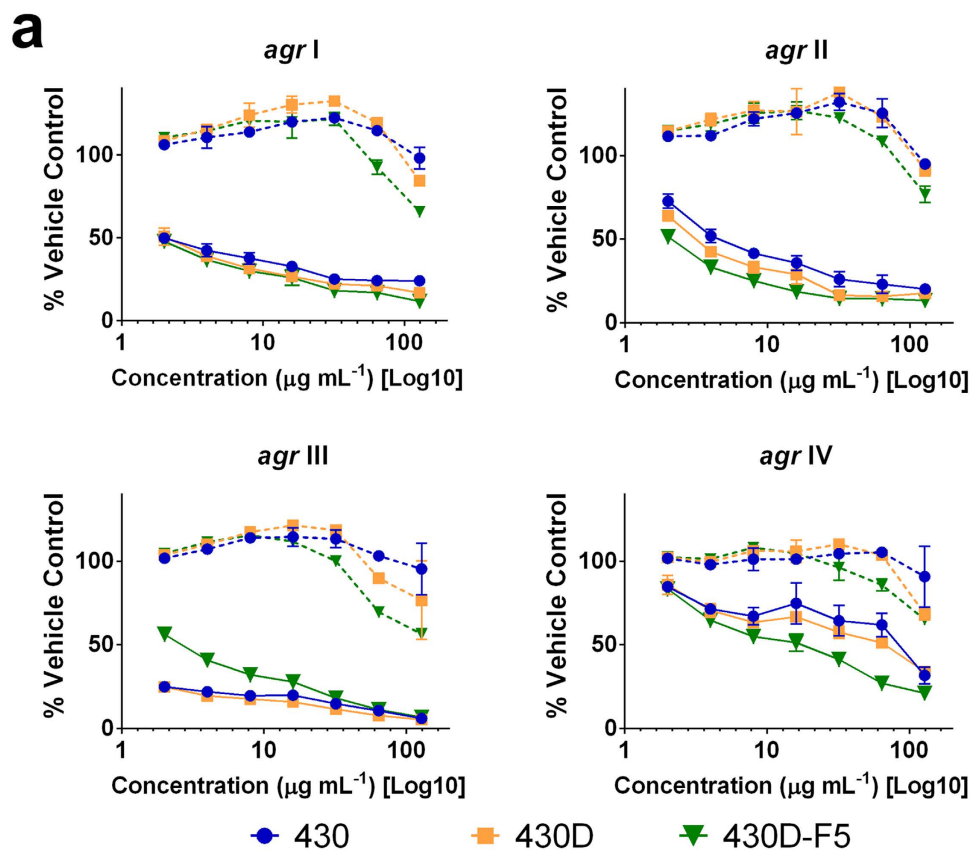 a
agr I
% Vehicle Control
100
50
0
1
10
100
Concentration (μg mL⁻¹) [Log10]
agr II
% Vehicle Control
100
50
0
1
10
100
Concentration (μg mL⁻¹) [Log10]
agr III
% Vehicle Control
100
50
0
1
10
100
Concentration (μg mL⁻¹) [Log10]
agr IV
% Vehicle Control
100
50
0
1
10
100
Concentration (μg mL⁻¹) [Log10]
430
430D
430D-F5